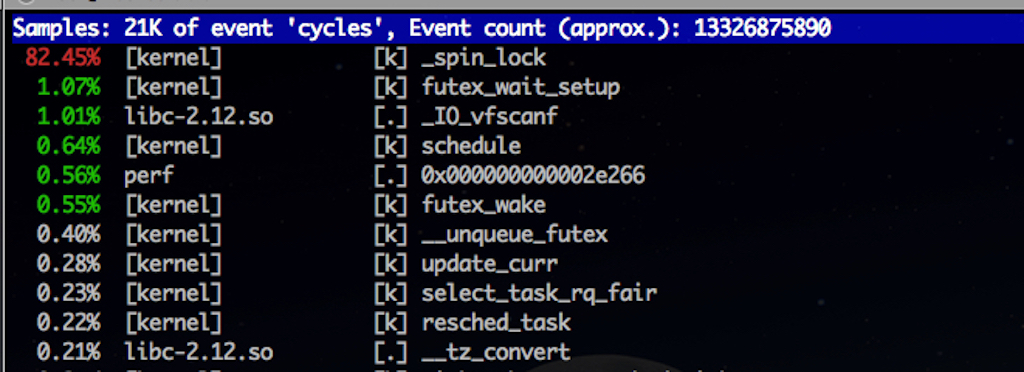 Samples: 21K of event 'cycles', Event count (approx.): 13326875890
82.45% [kernel] [k] _spin_lock
1.07% [kernel] [k] futex_wait_setup
1.01% libc-2.12.so [.] _IO_vfscanf
0.64% [kernel] [k] schedule
0.56% perf [.] 0x000000000002e266
0.55% [kernel] [k] futex_wake
0.40% [kernel] [k] __unqueue_futex
0.28% [kernel] [k] update_curr
0.23% [kernel] [k] select_task_rq_fair
0.22% [kernel] [k] resched_task
0.21% libc-2.12.so [.] __tz_convert